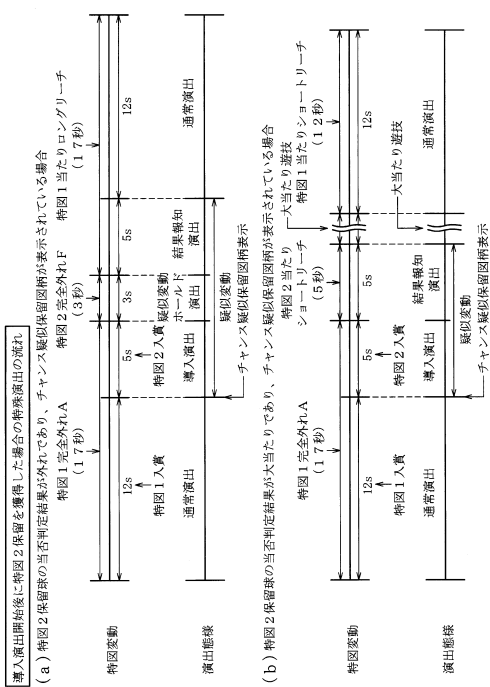 導入演出開始後に特図２保留を獲得した場合の特殊演出の流れ
(ａ)特図２保留球の当否判定結果が外れであり、チャンス疑似保留図柄が表示されている場合
特図１完全外れＡ
(１７秒)
特図２完全外れＦ
(３秒)
特図１当たりロングリーチ
(１７秒)
特図変動
12s
5s
3s
5s
12s
特図１入賞
特図２入賞
演出態様
通常演出
導入演出
疑似変動
ホールド
演出
結果報知
演出
通常演出
疑似変動
チャンス疑似保留図柄表示
(ｂ)特図２保留球の当否判定結果が大当たりであり、チャンス疑似保留図柄が表示されている場合
特図１完全外れＡ
(１７秒)
特図２当たり
ショートリーチ
(５秒)
大当たり遊技
特図１当たりショートリーチ
(１２秒)
特図変動
12s
5s
5s
12s
特図１入賞
特図２入賞
大当たり遊技
演出態様
通常演出
導入演出
結果報知
演出
通常演出
疑似変動
チャンス疑似保留図柄表示